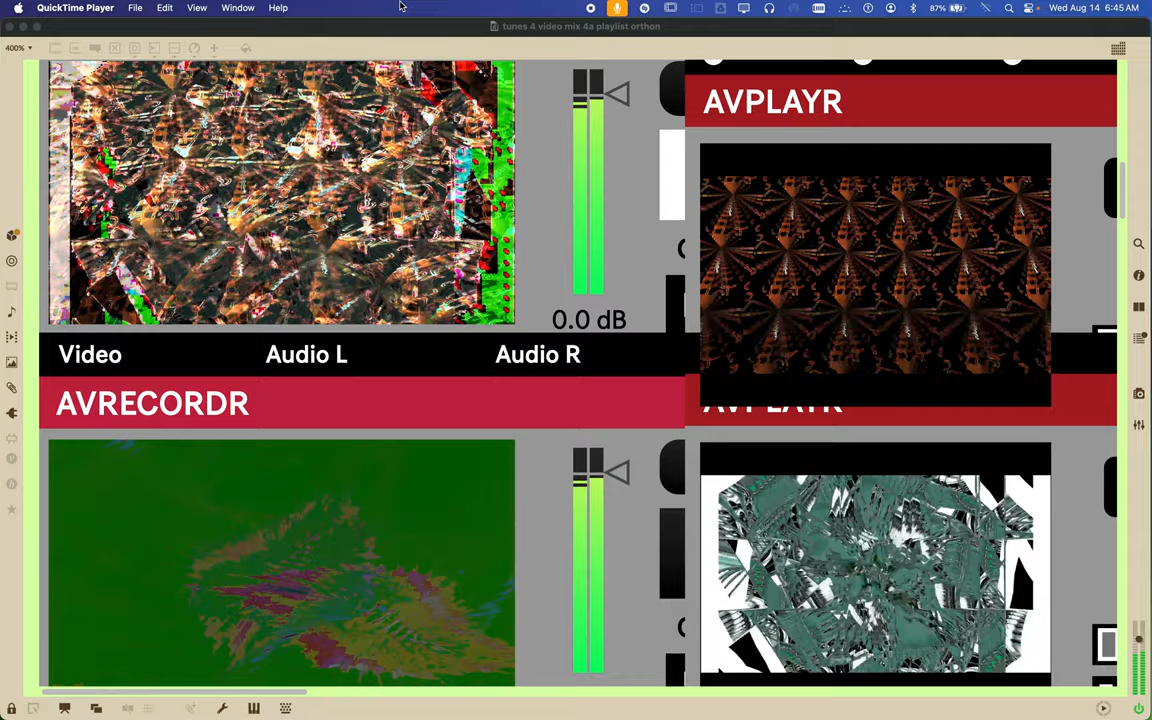 QuickTime Player File Edit View Window Help 87% Wed Aug 14 6:45 AM
tunes 4 video mix 4a playlist orthon
400%
AVPLAYR
0.0 dB
Video Audio L Audio R
AVRECORDR
AVPLAYR